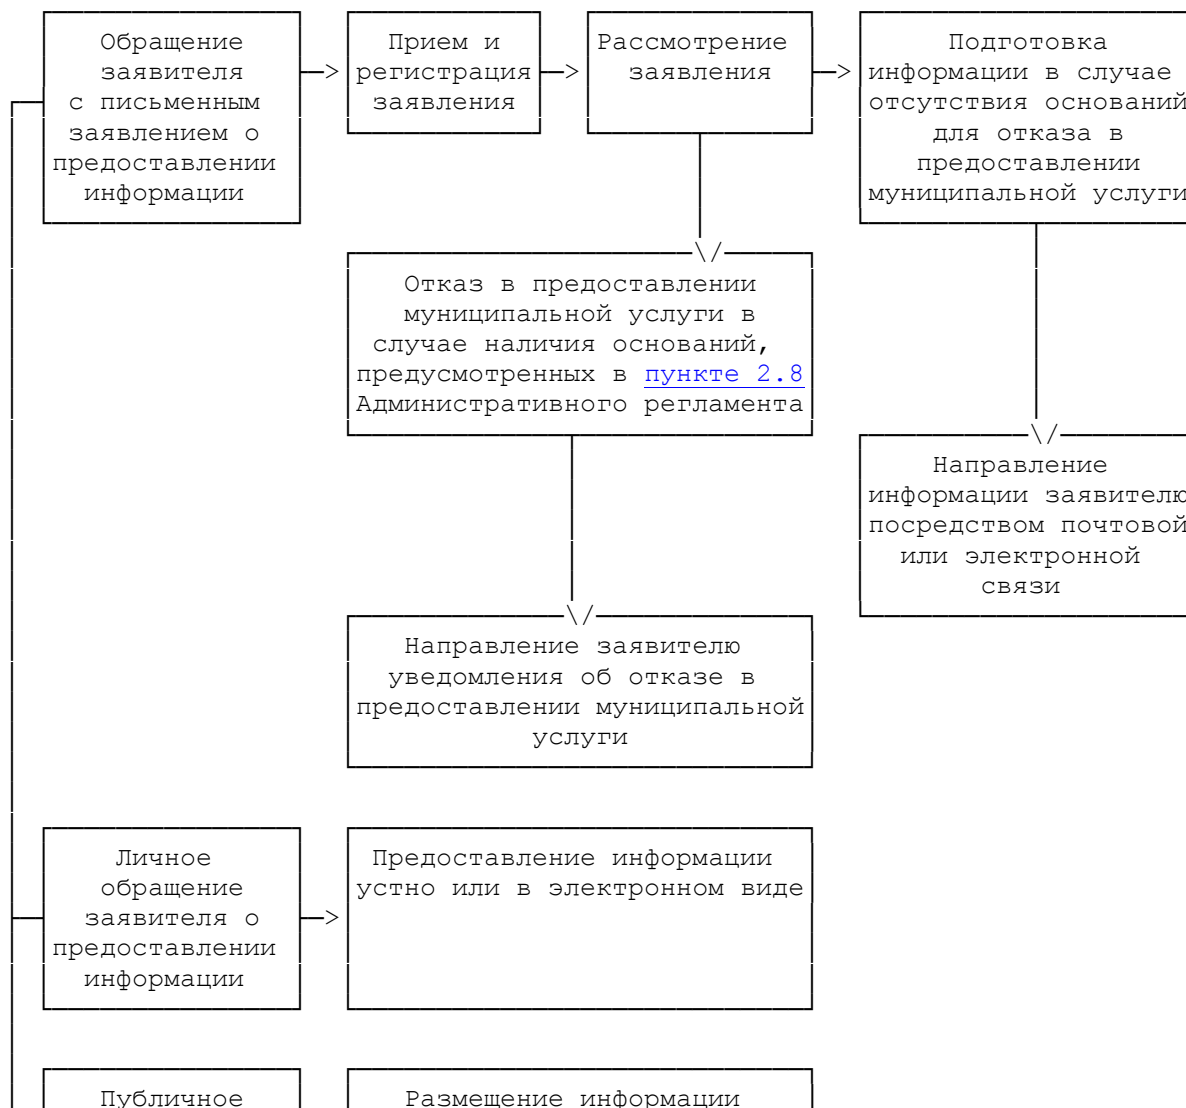 Обращение
заявителя
с письменным
заявлением о
предоставлении
информации
Прием и
регистрация
заявления
Рассмотрение
заявления
Подготовка
информации в случае
отсутствия оснований
для отказа в
предоставлении
муниципальной услуги
Отказ в предоставлении
муниципальной услуги в
случае наличия оснований,
предусмотренных в пункте 2.8
Административного регламента
Направление
информации заявителю
посредством почтовой
или электронной
связи
Направление заявителю
уведомления об отказе в
предоставлении муниципальной
услуги
Личное
обращение
заявителя о
предоставлении
информации
Предоставление информации
устно или в электронном виде
Публичное
Размещение информации